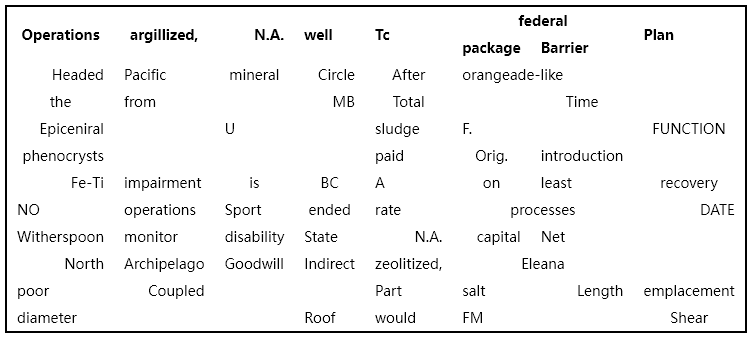 Operations argillized, N.A. well Tc federal Plan
package Barrier
Headed Pacific mineral Circle After orangeade-like
the from MB Total Time
Epiceniral U sludge F. FUNCTION
phenocrysts paid Orig. introduction
Fe-Ti impairment is BC A on least recovery
NO operations Sport ended rate processes DATE
Witherspoon monitor disability State N.A. capital Net
North Archipelago Goodwill Indirect zeolitized, Eleana
poor Coupled Part salt Length emplacement
diameter Roof would FM Shear